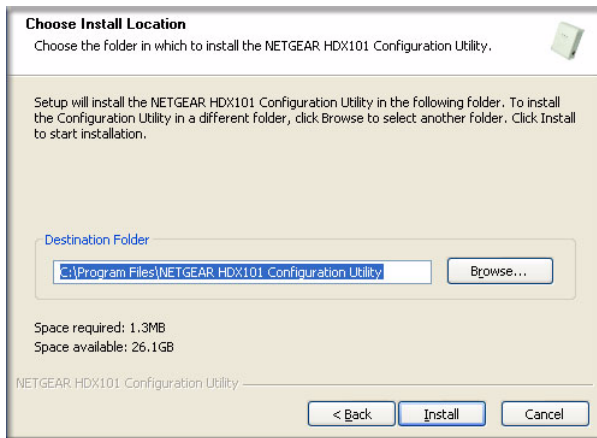 Choose Install Location
Choose the folder in which to install the NETGEAR HDX101 Configuration Utility.
Setup will install the NETGEAR HDX101 Configuration Utility in the following folder. To install
the Configuration Utility in a different folder, click Browse to select another folder. Click Install
to start installation.
Destination Folder
C:\Program Files\NETGEAR HDX101 Configuration Utility
Browse...
Space required: 1.3MB
Space available: 26.1GB
NETGEAR HDX101 Configuration Utility
< Back
Install
Cancel